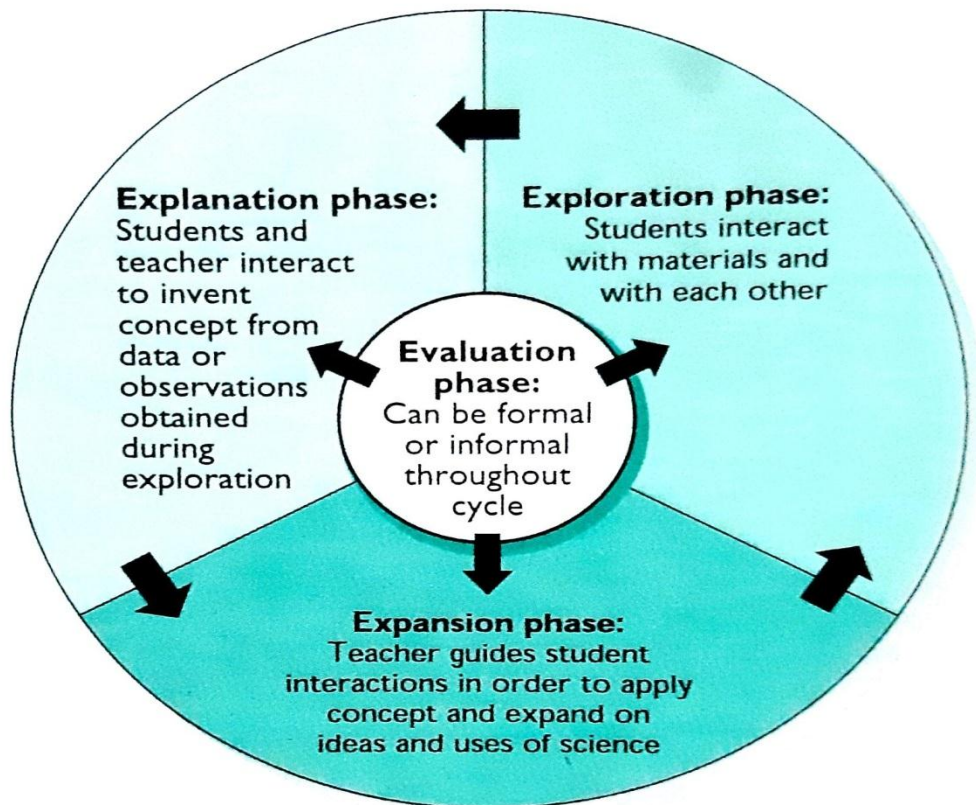 Explanation phase:
Students and
teacher interact
to invent
concept from
data or
observations
obtained
during
exploration
Exploration phase:
Students interact
with materials and
with each other
Evaluation
phase:
Can be formal
or informal
throughout
cycle
Expansion phase:
Teacher guides student
interactions in order to apply
concept and expand on
ideas and uses of science